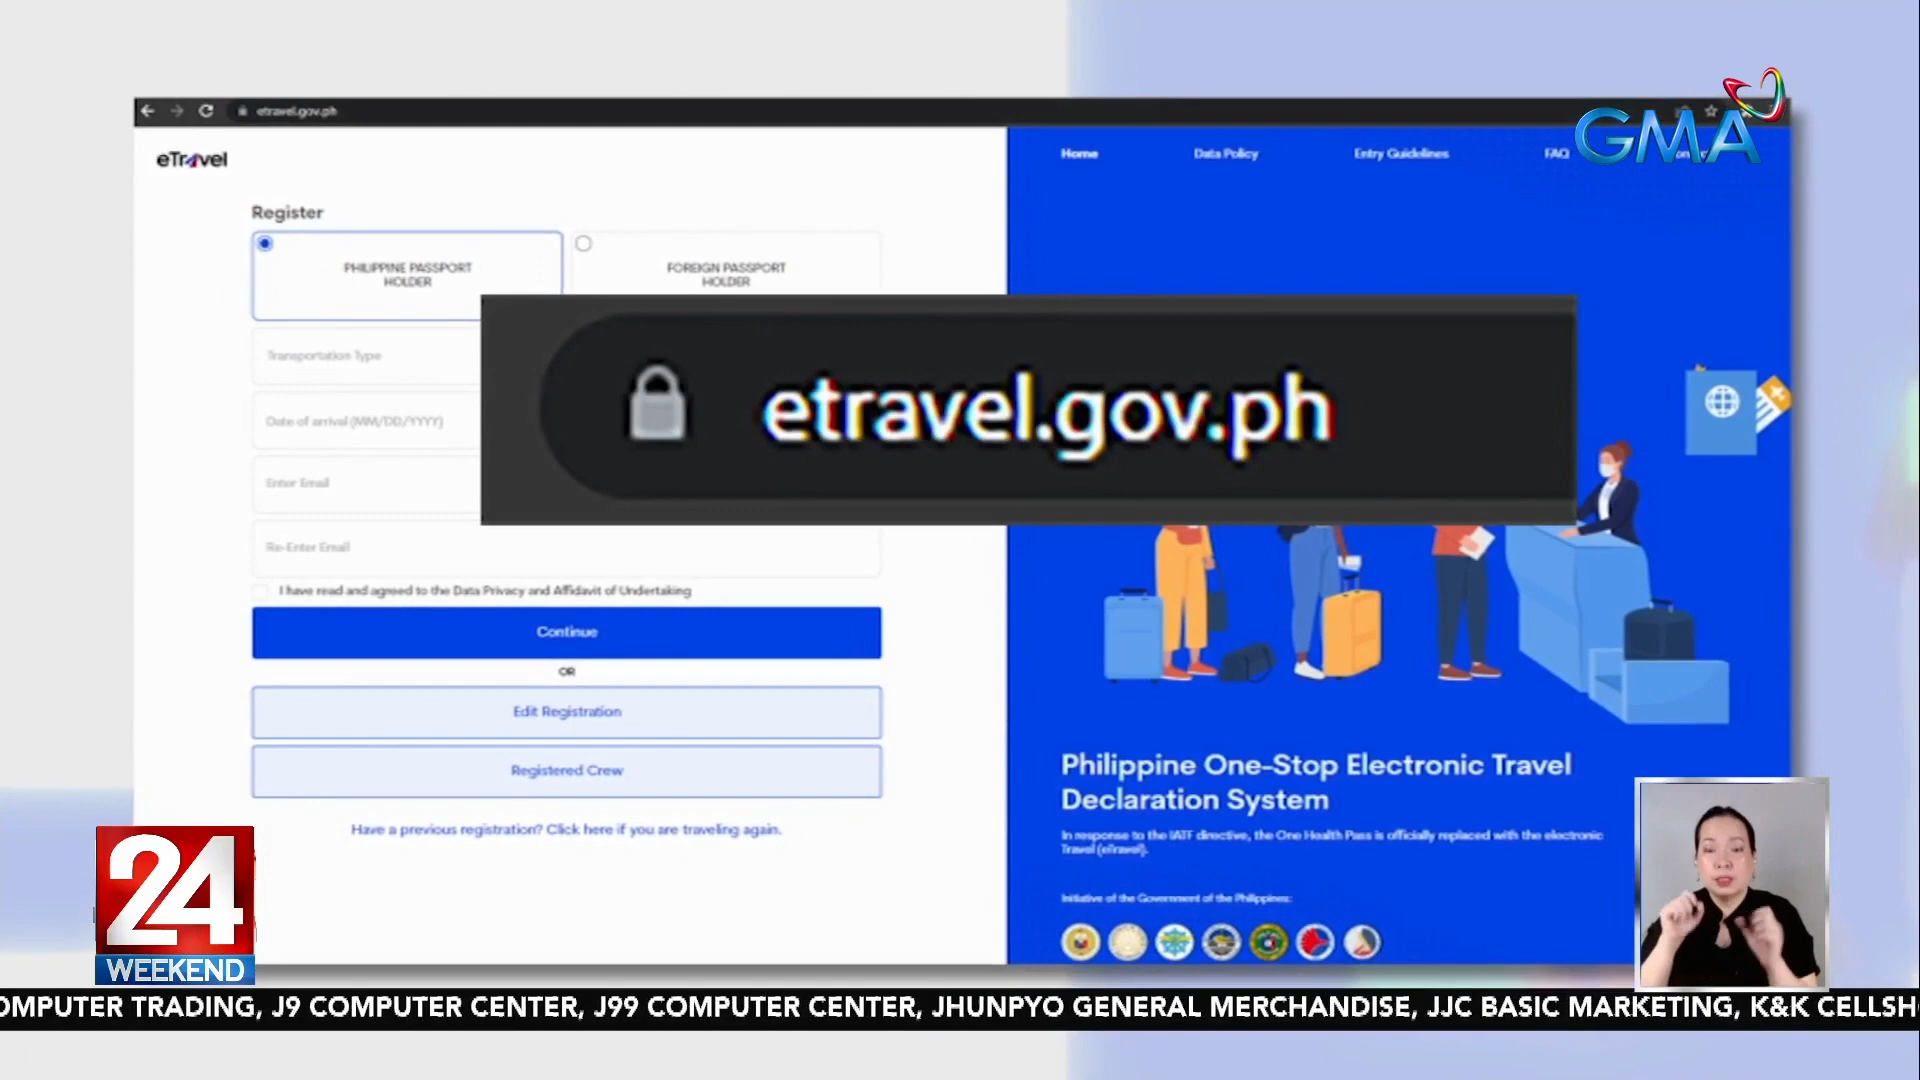 etravel.gov.ph
GMA
eTravel
Home
Data Policy
Entry Guidelines
FAQ
Register
PHILIPPINE PASSPORT
HOLDER
FOREIGN PASSPORT
HOLDER
Transportation Type
etravel.gov.ph
Date of arrival (MM/DD/YYYY)
Enter Email
Re-Enter Email
I have read and agreed to the Data Privacy and Affidavit of Undertaking
Continue
OR
Edit Registration
Registered Crew
Have a previous registration? Click here if you are traveling again.
Philippine One-Stop Electronic Travel
Declaration System
In response to the IATF directive, the One Health Pass is officially replaced with the electronic
Travel (eTravel).
Initiative of the Government of the Philippines:
24
WEEKEND
COMPUTER TRADING, J9 COMPUTER CENTER, J99 COMPUTER CENTER, JHUNPYO GENERAL MERCHANDISE, JJC BASIC MARKETING, K&K